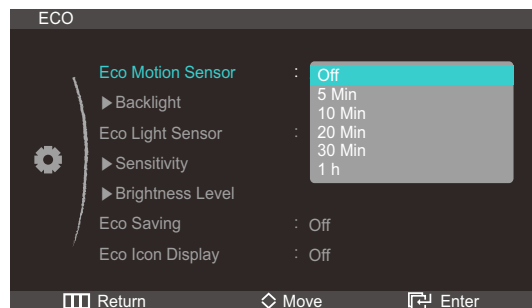 ECO
Eco Motion Sensor : Off
5 Min
▶Backlight
10 Min
Eco Light Sensor : 20 Min
30 Min
▶Sensitivity
1 h
▶Brightness Level
Eco Saving : Off
Eco Icon Display : Off
Return Move Enter